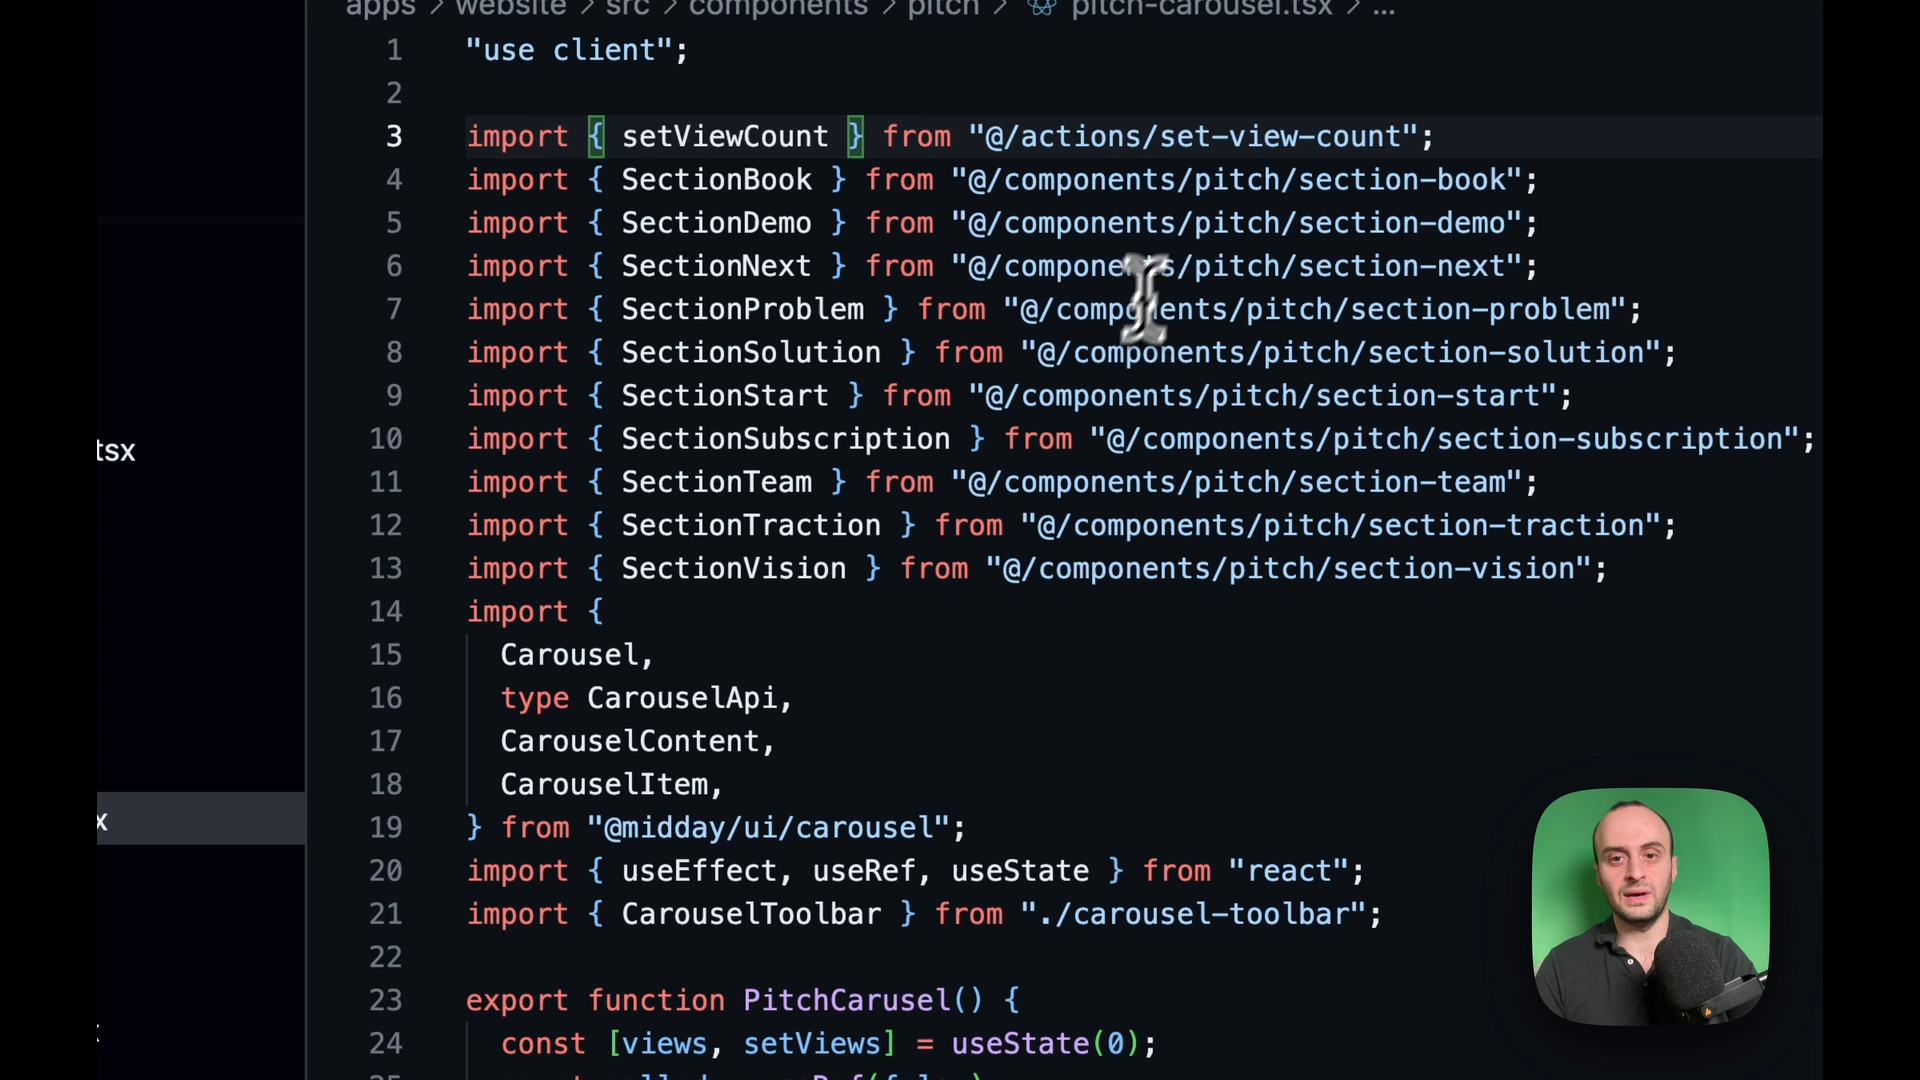 apps > website > src > components > pitch > pitch-carousel.tsx > ...
1 "use client";
2
3 import { setViewCount } from "@/actions/set-view-count";
4 import { SectionBook } from "@/components/pitch/section-book";
5 import { SectionDemo } from "@/components/pitch/section-demo";
6 import { SectionNext } from "@/components/pitch/section-next";
7 import { SectionProblem } from "@/components/pitch/section-problem";
8 import { SectionSolution } from "@/components/pitch/section-solution";
9 import { SectionStart } from "@/components/pitch/section-start";
10 import { SectionSubscription } from "@/components/pitch/section-subscription";
11 import { SectionTeam } from "@/components/pitch/section-team";
12 import { SectionTraction } from "@/components/pitch/section-traction";
13 import { SectionVision } from "@/components/pitch/section-vision";
14 import {
15 Carousel,
16 type CarouselApi,
17 CarouselContent,
18 CarouselItem,
19 } from "@midday/ui/carousel";
20 import { useEffect, useRef, useState } from "react";
21 import { CarouselToolbar } from "./carousel-toolbar";
22
23 export function PitchCarusel() {
24 const [views, setViews] = useState(0);
tsx
x